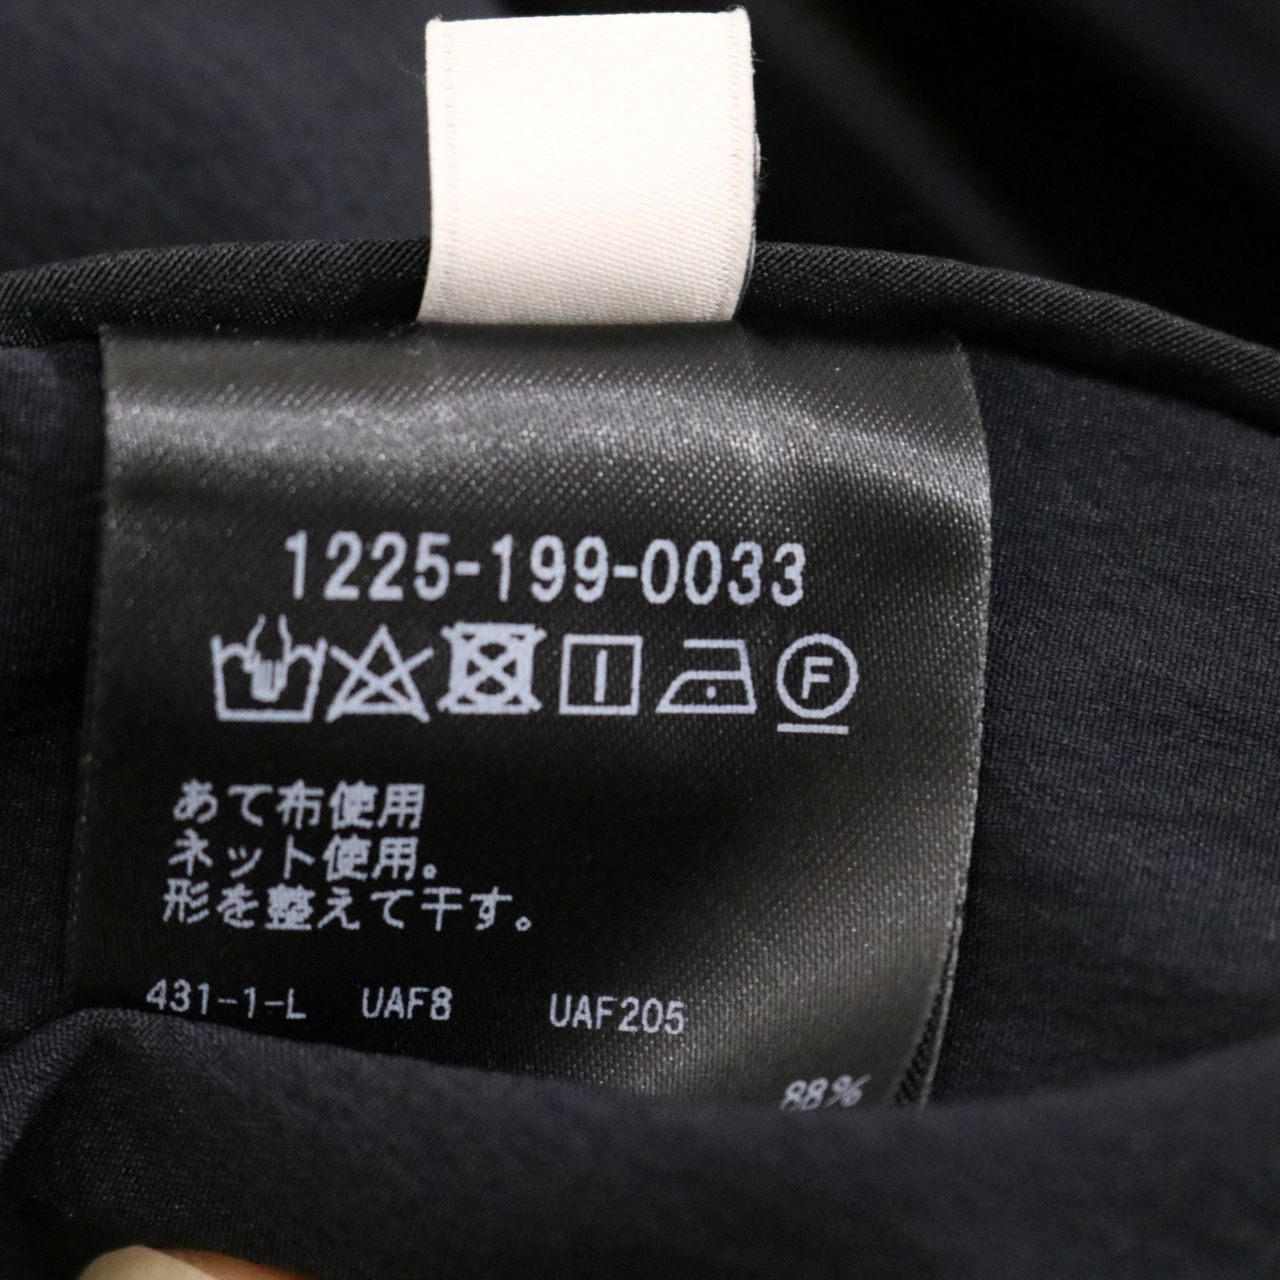 1225-199-0033
F
あて布使用
ネット使用。
形を整えて干す。
431-1-L UAF8 UAF205
88%